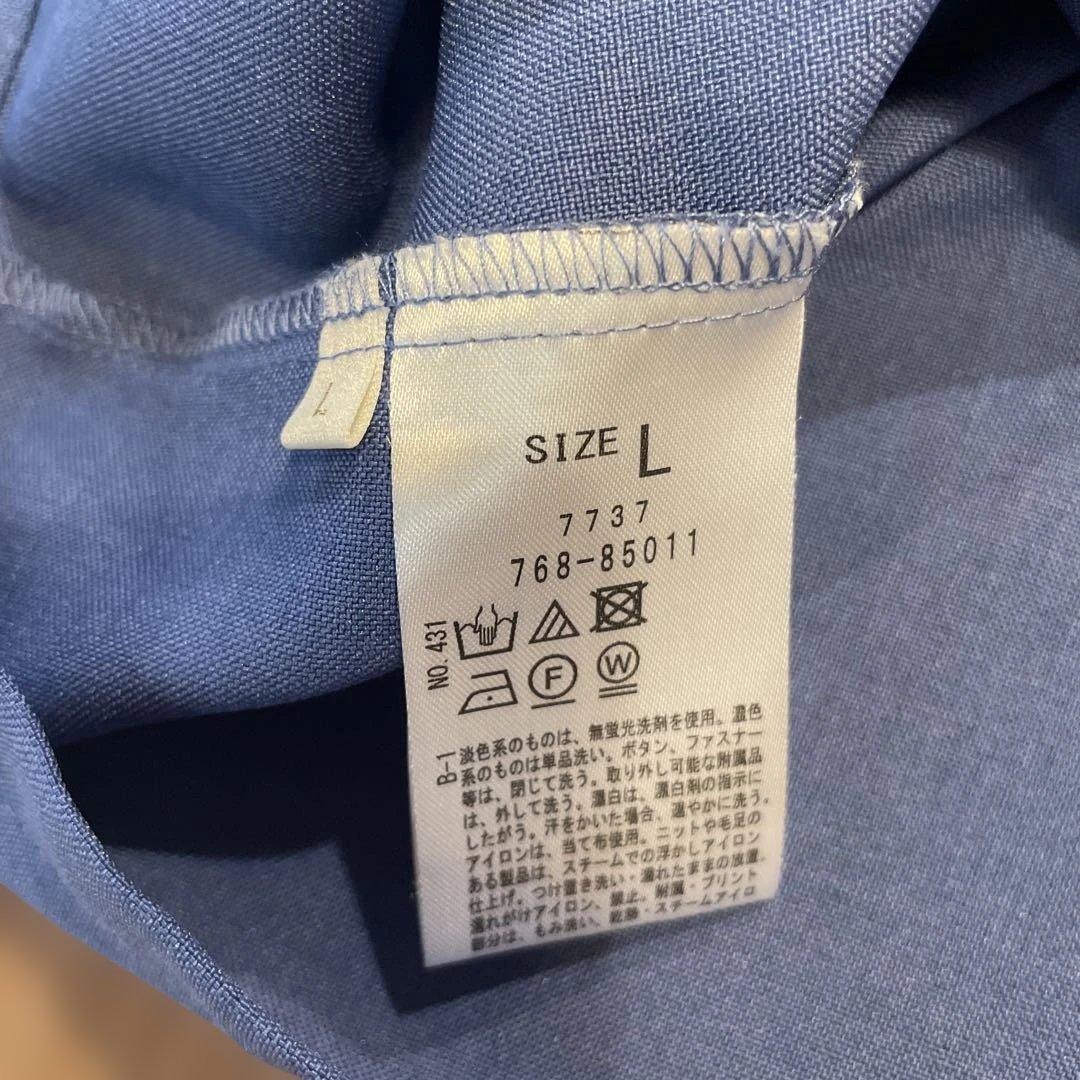 L
SIZE L
7737
768-85011
NO. 431
F W
B-1
淡色系のものは、無蛍光洗剤を使用。濃色
系のものは単品洗い。ボタン、ファスナー
等は、閉じて洗う。取り外し可能な附属品
は、外して洗う。漂白は、漂白剤の指示に
したがう。汗をかいた場合、速やかに洗う。
アイロンは、当て布使用。ニットや毛足の
ある製品は、スチームでの浮かしアイロン
仕上げ。つけ置き洗い・濡れたままの放置、
濡れがけアイロン、禁止。附属・プリント
部分は、もみ洗い、乾燥・スチームアイロ